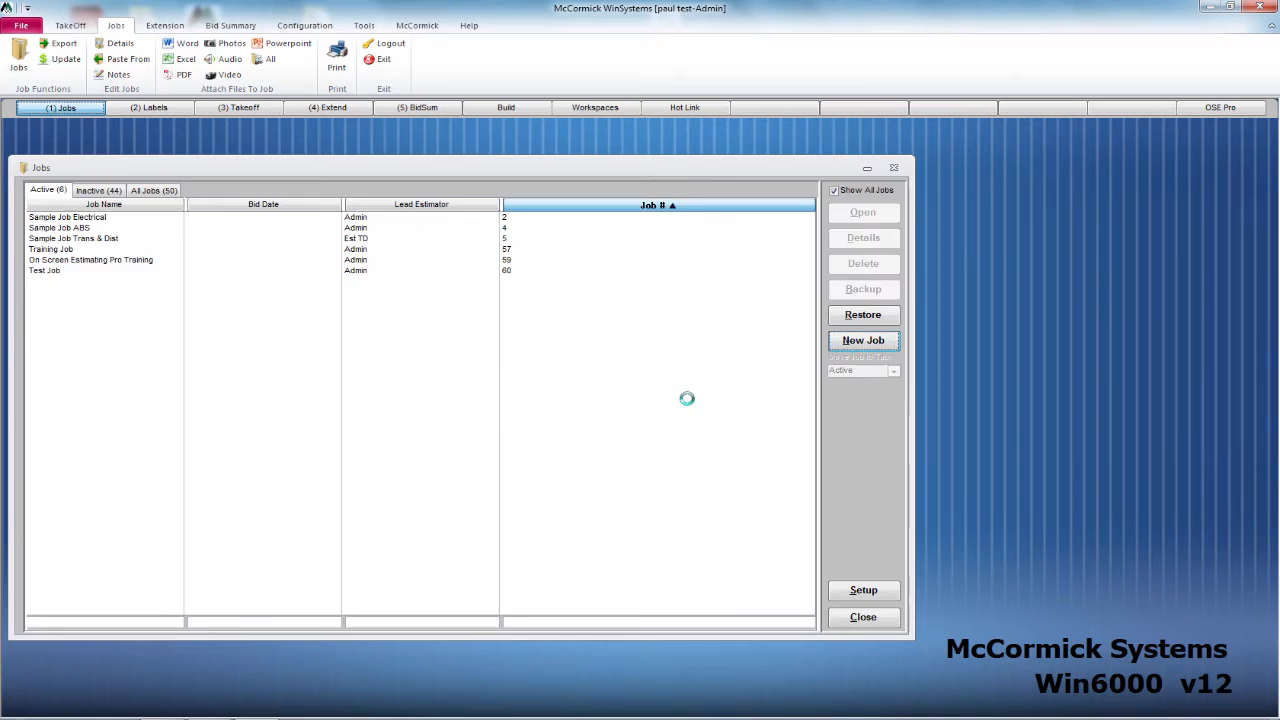 McCormick WinSystems [paul test-Admin]
File TakeOff Jobs Extension Bid Summary Configuration Tools McCormick Help
Jobs Export Update Details Paste From Notes Word Photos Powerpoint Excel Audio All PDF Video Print Logout Exit
Job Functions Edit Jobs Attach Files To Job Print Exit
(1) Jobs (2) Labels (3) Takeoff (4) Extend (5) BidSum Build Workspaces Hot Link OSE Pro
Jobs
Active (6) Inactive (44) All Jobs (50) Show All Jobs
Job Name Bid Date Lead Estimator Job #
Sample Job Electrical Admin 2
Sample Job ABS Admin 4
Sample Job Trans & Dist Est TD 5
Training Job Admin 57
On Screen Estimating Pro Training Admin 59
Test Job Admin 60
Open
Details
Delete
Backup
Restore
New Job
Move Job to Tab:
Active
Setup
Close
McCormick Systems
Win6000 v12